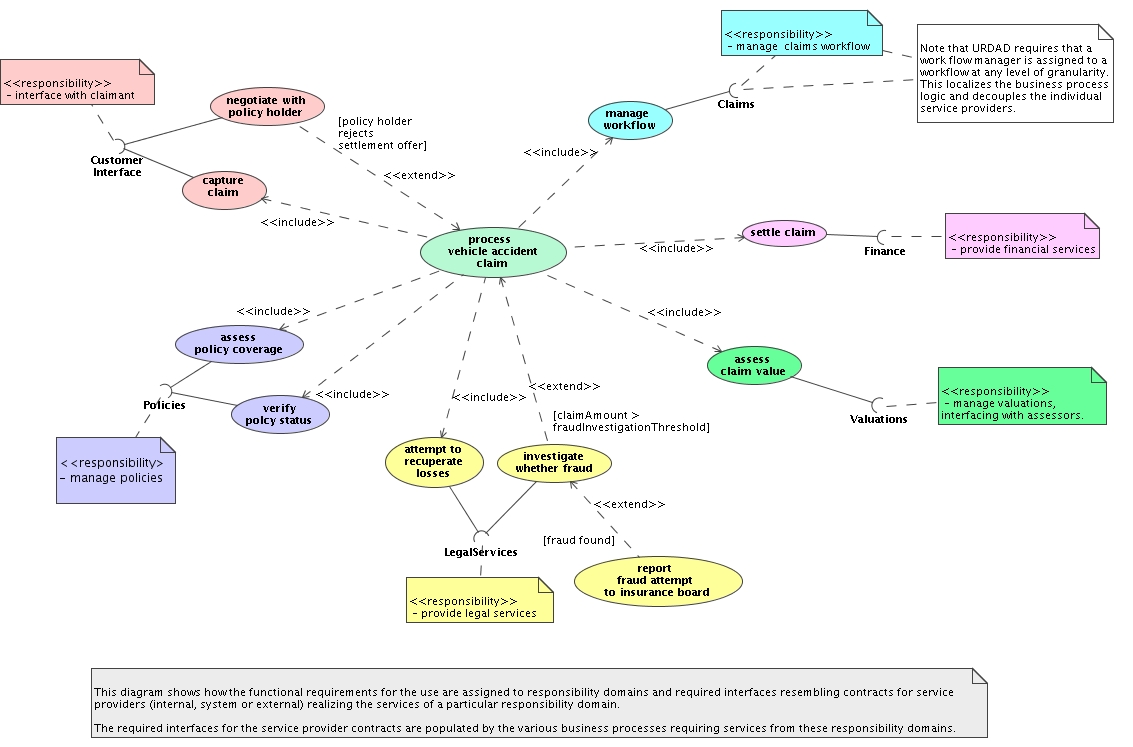 <<responsibility>>
- manage  claims workflow
Note that URDAD requires that a
work flow manager is assigned to a
workflow at any level of granularity.
This localizes the business process
logic and decouples the individual
service providers.
<<responsibility>>
- interface with claimant
negotiate with
policy holder
[policy holder
rejects
settlement offer]
manage
workflow
Claims
Customer
Interface
<<include>>
<<extend>>
capture
claim
<<include>>
process
vehicle accident
claim
<<include>>
settle claim
Finance
<<responsibility>>
- provide financial services
<<include>>
<<include>>
assess
policy coverage
assess
claim value
<<responsibility>>
- manage valuations,
interfacing with assessors.
Valuations
Policies
verify
polcy status
<<include>>
<<include>>
<<extend>>
[claimAmount >
fraudInvestigationThreshold]
<<responsibility>
- manage policies
attempt to
recuperate
losses
investigate
whether fraud
<<extend>>
[fraud found]
LegalServices
report
fraud attempt
to insurance board
<<responsibility>>
- provide legal services
This diagram shows how the functional requirements for the use are assigned to responsibility domains and required interfaces resembling contracts for service
providers (internal, system or external) realizing the services of a particular responsibility domain.
The required interfaces for the service provider contracts are populated by the various business processes requiring services from these responsibility domains.